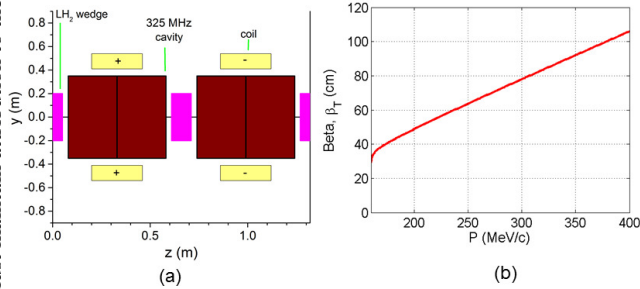 LH2 wedge
325 MHz
cavity
coil
+
-
+
-
0.8
0.6
0.4
0.2
0.0
-0.2
-0.4
-0.6
-0.8
y (m)
0.0
0.5
1.0
z (m)
(a)
120
100
80
60
40
20
0
Beta, βT (cm)
200
250
300
350
400
P (MeV/c)
(b)